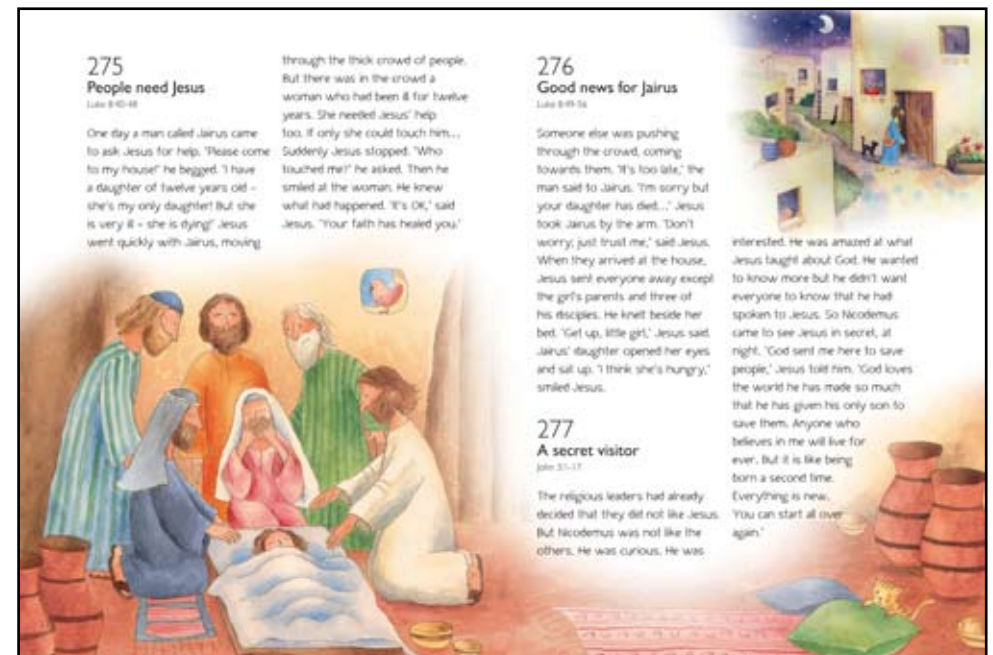 275
People need Jesus
Luke 8:40-48
One day a man called Jairus came
to ask Jesus for help. 'Please come
to my house!' he begged. 'I have
a daughter of twelve years old –
she's my only daughter! But she
is very ill – she is dying!' Jesus
went quickly with Jairus, moving
through the thick crowd of people.
But there was in the crowd a
woman who had been ill for twelve
years. She needed Jesus' help
too. If only she could touch him...
Suddenly Jesus stopped. 'Who
touched me?' he asked. Then he
smiled at the woman. He knew
what had happened. 'It's OK,' said
Jesus. 'Your faith has healed you.'
276
Good news for Jairus
Luke 8:49-56
Someone else was pushing
through the crowd, coming
towards them. 'It's too late,' the
man said to Jairus. 'I'm sorry but
your daughter has died...' Jesus
took Jairus by the arm. 'Don't
worry; just trust me,' said Jesus.
When they arrived at the house,
Jesus sent everyone away except
the girl's parents and three of
his disciples. He knelt beside her
bed. 'Get up, little girl,' Jesus said.
Jairus' daughter opened her eyes
and sat up. 'I think she's hungry,'
smiled Jesus.
277
A secret visitor
John 3:1-17
The religious leaders had already
decided that they did not like Jesus.
But Nicodemus was not like the
others. He was curious. He was
interested. He was amazed at what
Jesus taught about God. He wanted
to know more but he didn't want
everyone to know that he had
spoken to Jesus. So Nicodemus
came to see Jesus in secret, at
night. 'God sent me here to save
people,' Jesus told him. 'God loves
the world he has made so much
that he has given his only son to
save them. Anyone who
believes in me will live for
ever. But it is like being
born a second time.
Everything is new.
You can start all over
again.'